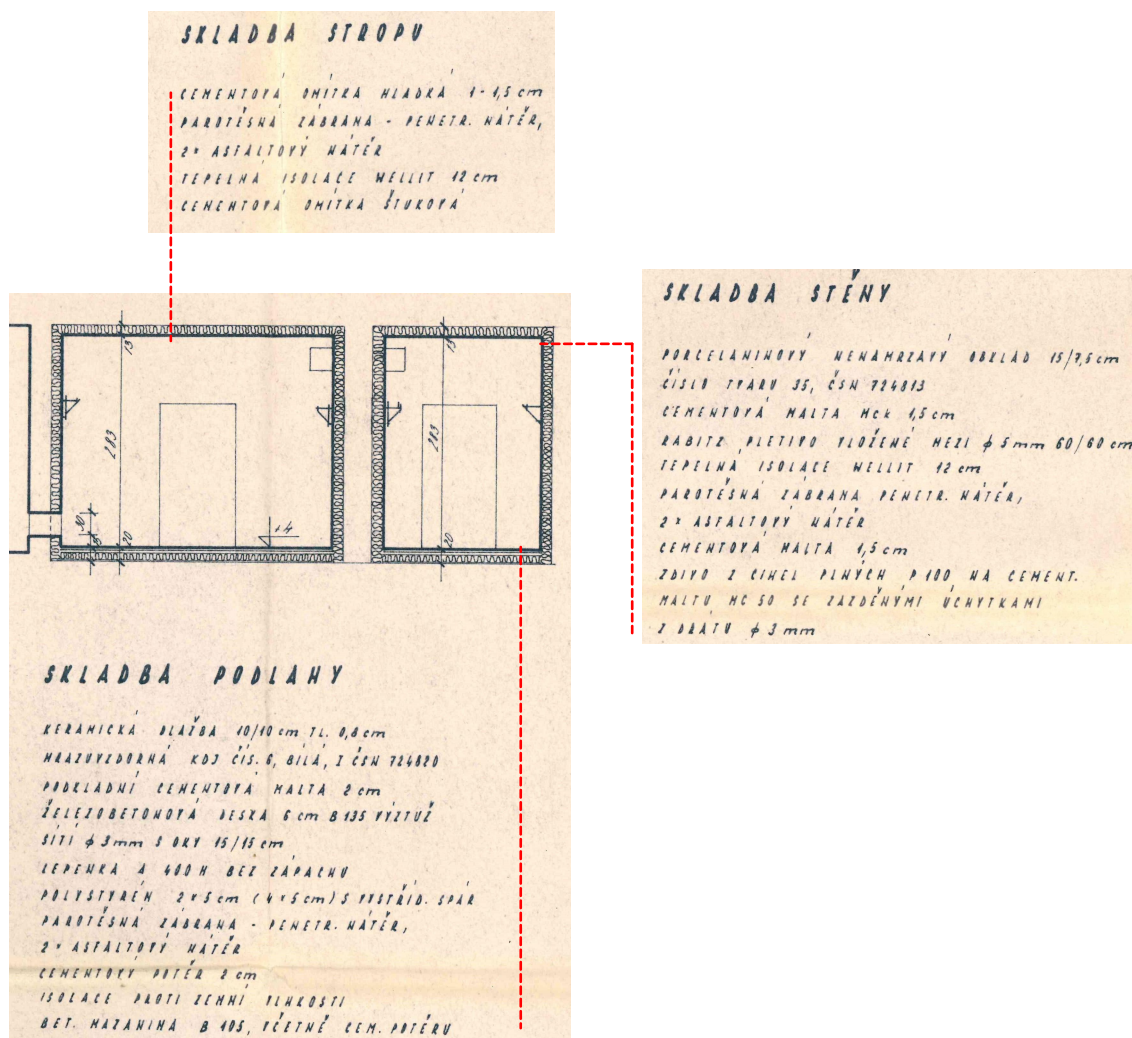 SKLADBA STROPU
CEMENTOVÁ OMÍTKA HLADKÁ 1-1,5 cm
PAROTĚSNÁ ZÁBRANA - PENETR. NÁTĚR,
2× ASFALTOVÝ NÁTĚR
TEPELNÁ ISOLACE WELLIT 12 cm
CEMENTOVÁ OMÍTKA ŠTUKOVÁ
SKLADBA STĚNY
PORCELANINOVÝ NENAMRZAVÝ OBKLAD 15/7,5 cm
ČÍSLO TVARU 35, ČSN 724813
CEMENTOVÁ MALTA MCk 1,5 cm
RABITZ PLETIVO VLOŽENÉ MEZI ϕ 5 mm 60/60 cm
TEPELNÁ ISOLACE WELLIT 12 cm
PAROTĚSNÁ ZÁBRANA PENETR. NÁTĚR,
2× ASFALTOVÝ NÁTĚR
CEMENTOVÁ MALTA 1,5 cm
ZDIVO Z CIHEL PLNÝCH P 100 NA CEMENT.
MALTU MC 50 SE ZAZDĚNÝMI ÚCHYTKAMI
Z DRÁTU ϕ 3 mm
13
13
283
283
30
+4
20
20
SKLADBA PODLAHY
KERAMICKÁ DLAŽBA 10/10 cm TL. 0,8 cm
MRAZUVZDORNÁ KDJ ČÍS. 6, BÍLÁ, I ČSN 724820
PODKLADNÍ CEMENTOVÁ MALTA 2 cm
ŽELEZOBETONOVÁ DESKA 6 cm B 135 VÝZTUŽ
SÍTÍ ϕ 3 mm S OKY 15/15 cm
LEPENKA A 400 H BEZ ZÁPACHU
POLYSTYRÉN 2×5 cm (4×5 cm) S VYSTŘÍD. SPÁR
PAROTĚSNÁ ZÁBRANA - PENETR. NÁTĚR,
2× ASFALTOVÝ NÁTĚR
CEMENTOVÝ POTĚR 2 cm
ISOLACE PROTI ZEMNÍ VLHKOSTI
BET. MAZANINA B 105, VČETNĚ CEM. POTĚRU